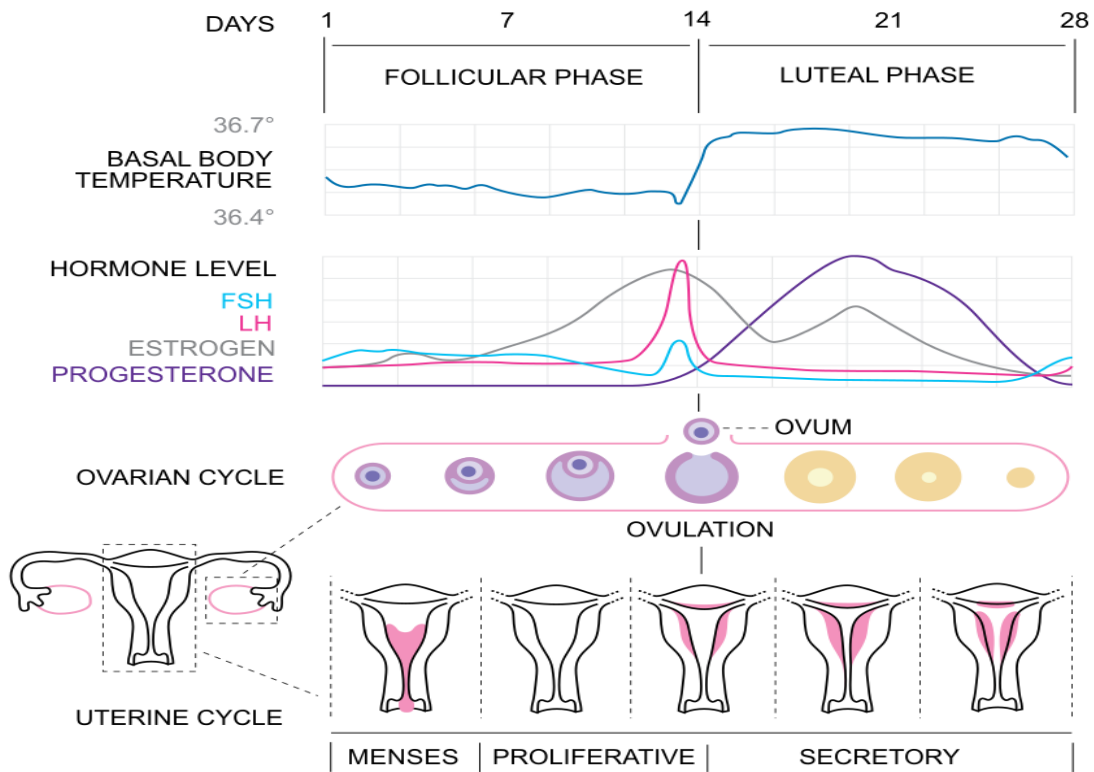 DAYS 1 7 14 21 28
FOLLICULAR PHASE LUTEAL PHASE
36.7°
BASAL BODY
TEMPERATURE
36.4°
HORMONE LEVEL
FSH
LH
ESTROGEN
PROGESTERONE
OVUM
OVARIAN CYCLE
OVULATION
UTERINE CYCLE
MENSES PROLIFERATIVE SECRETORY